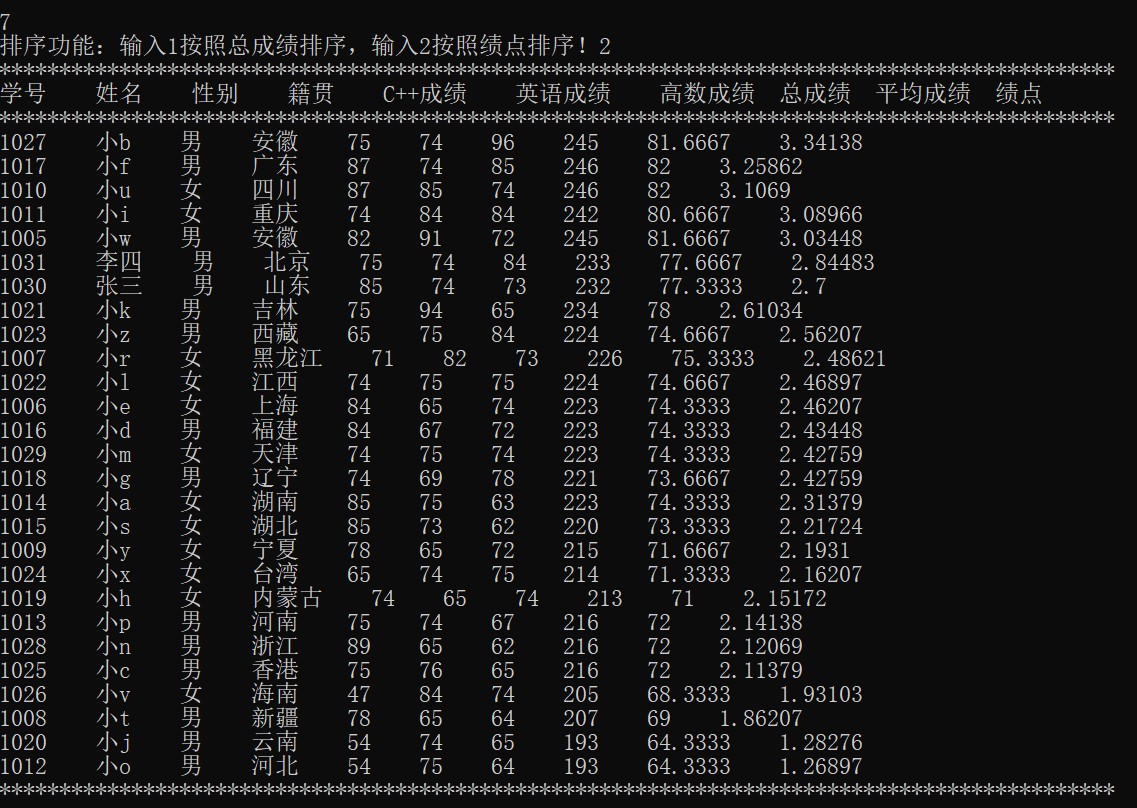 7
排序功能：输入1按照总成绩排序，输入2按照绩点排序！2
*********************************************************************************************
学号    姓名    性别    籍贯    C++成绩    英语成绩    高数成绩  总成绩  平均成绩  绩点
*********************************************************************************************
1027    小b    男    安徽    75    74    96    245    81.6667    3.34138
1017    小f    男    广东    87    74    85    246    82    3.25862
1010    小u    女    四川    87    85    74    246    82    3.1069
1011    小i    女    重庆    74    84    84    242    80.6667    3.08966
1005    小w    男    安徽    82    91    72    245    81.6667    3.03448
1031    李四    男    北京    75    74    84    233    77.6667    2.84483
1030    张三    男    山东    85    74    73    232    77.3333    2.7
1021    小k    男    吉林    75    94    65    234    78    2.61034
1023    小z    男    西藏    65    75    84    224    74.6667    2.56207
1007    小r    女    黑龙江    71    82    73    226    75.3333    2.48621
1022    小l    女    江西    74    75    75    224    74.6667    2.46897
1006    小e    女    上海    84    65    74    223    74.3333    2.46207
1016    小d    男    福建    84    67    72    223    74.3333    2.43448
1029    小m    女    天津    74    75    74    223    74.3333    2.42759
1018    小g    男    辽宁    74    69    78    221    73.6667    2.42759
1014    小a    女    湖南    85    75    63    223    74.3333    2.31379
1015    小s    女    湖北    85    73    62    220    73.3333    2.21724
1009    小y    女    宁夏    78    65    72    215    71.6667    2.1931
1024    小x    女    台湾    65    74    75    214    71.3333    2.16207
1019    小h    女    内蒙古    74    65    74    213    71    2.15172
1013    小p    男    河南    75    74    67    216    72    2.14138
1028    小n    男    浙江    89    65    62    216    72    2.12069
1025    小c    男    香港    75    76    65    216    72    2.11379
1026    小v    女    海南    47    84    74    205    68.3333    1.93103
1008    小t    男    新疆    78    65    64    207    69    1.86207
1020    小j    男    云南    54    74    65    193    64.3333    1.28276
1012    小o    男    河北    54    75    64    193    64.3333    1.26897
*********************************************************************************************